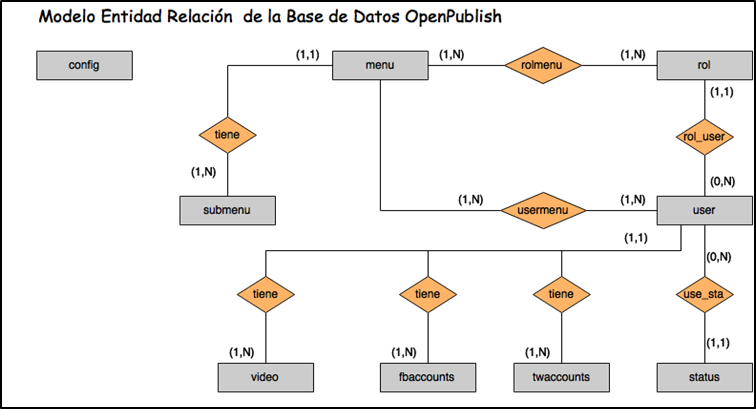 Modelo Entidad Relación de la Base de Datos OpenPublish
config
(1,1)
menu
(1,N)
rolmenu
(1,N)
rol
(1,1)
tiene
rol_user
(1,N)
(0,N)
submenu
(1,N)
usermenu
(1,N)
user
(1,1)
(0,N)
tiene
tiene
tiene
use_sta
(1,N)
(1,N)
(1,N)
(1,1)
video
fbaccounts
twaccounts
status